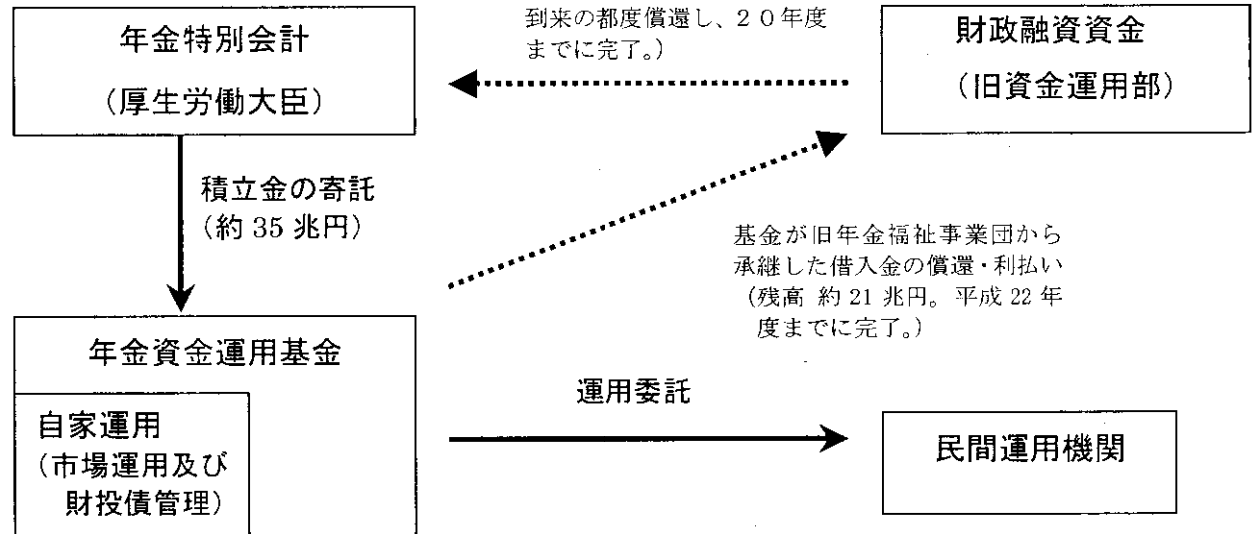 年金特別会計
（厚生労働大臣）
到来の都度償還し、２０年度
までに完了。）
財政融資資金
（旧資金運用部）
積立金の寄託
（約 35 兆円）
基金が旧年金福祉事業団から
承継した借入金の償還・利払い
（残高 約 21 兆円。平成 22 年
度までに完了。）
年金資金運用基金
自家運用
（市場運用及び
財投債管理）
運用委託
民間運用機関